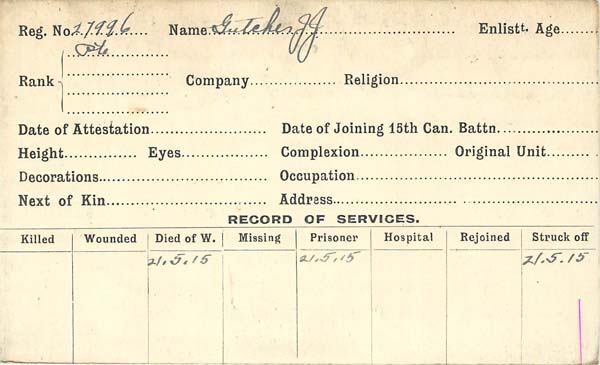 Reg. No. 27996 Name Gutcher JJ Enlistt. Age
Pte
Rank Company Religion
Date of Attestation Date of Joining 15th Can. Battn.
Height Eyes Complexion Original Unit
Decorations Occupation
Next of Kin Address
RECORD OF SERVICES.
Killed Wounded Died of W. Missing Prisoner Hospital Rejoined Struck off
21.5.15 21.5.15 21.5.15